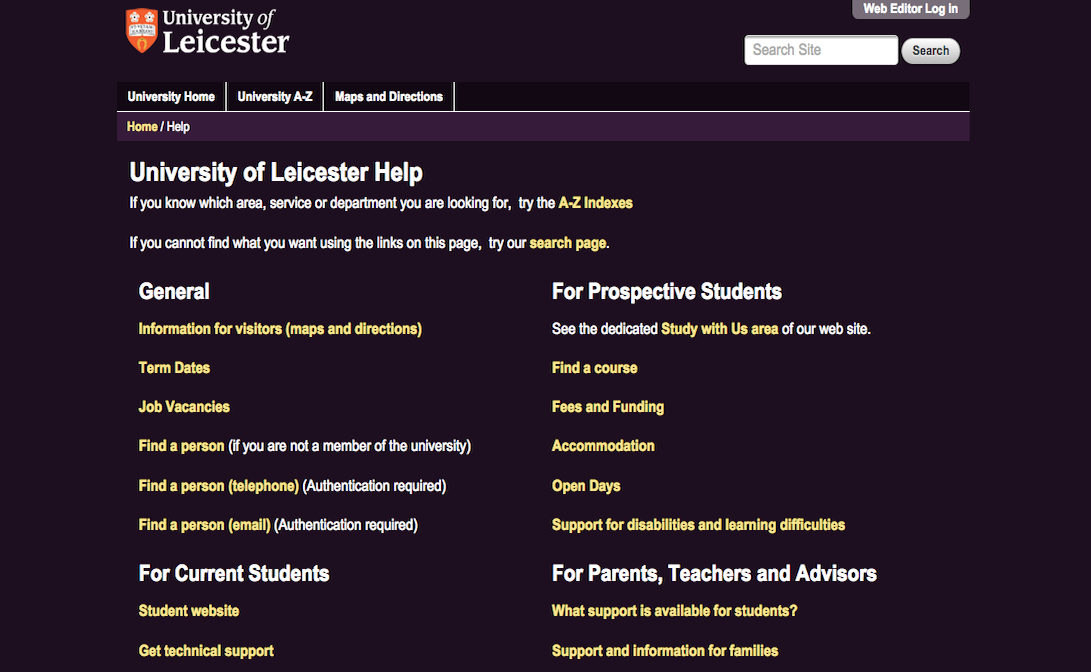 University of
Leicester
Web Editor Log in
Search Site
Search
University Home
University A-Z
Maps and Directions
Home / Help
University of Leicester Help
If you know which area, service or department you are looking for, try the A-Z Indexes
If you cannot find what you want using the links on this page, try our search page.
General
Information for visitors (maps and directions)
Term Dates
Job Vacancies
Find a person (if you are not a member of the university)
Find a person (telephone) (Authentication required)
Find a person (email) (Authentication required)
For Current Students
Student website
Get technical support
For Prospective Students
See the dedicated Study with Us area of our web site.
Find a course
Fees and Funding
Accommodation
Open Days
Support for disabilities and learning difficulties
For Parents, Teachers and Advisors
What support is available for students?
Support and information for families